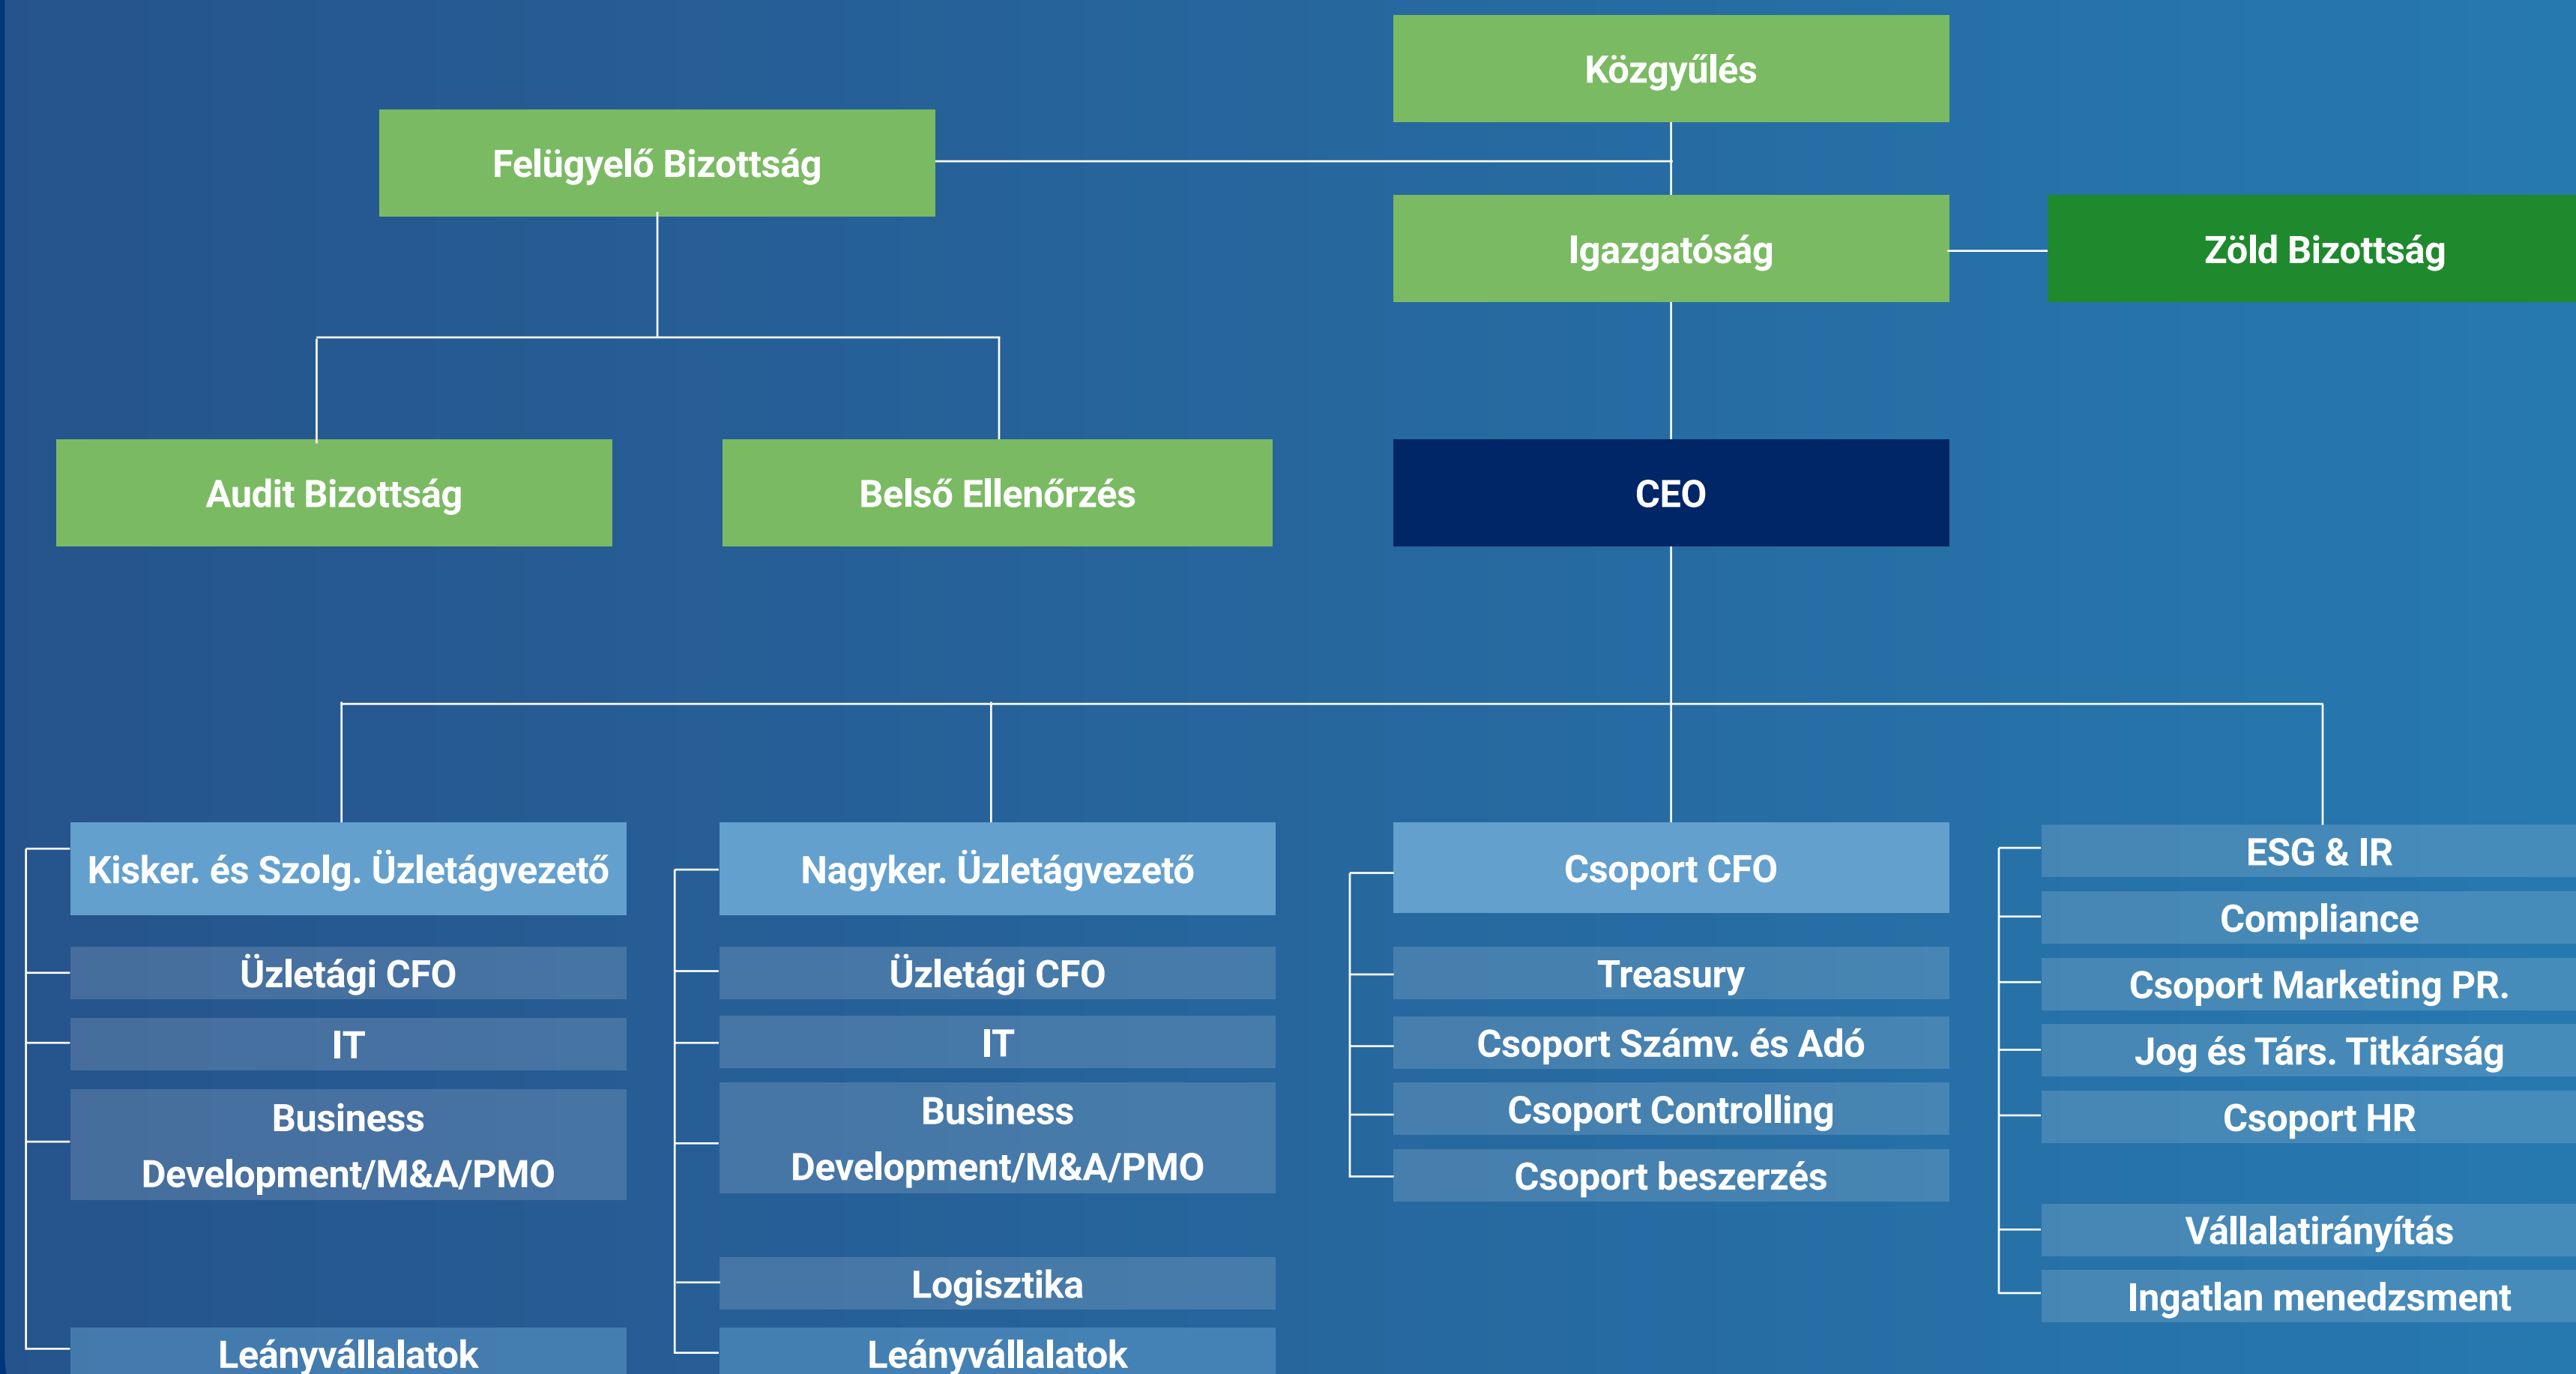 Közgyűlés
Felügyelő Bizottság
Igazgatóság
Zöld Bizottság
Audit Bizottság
Belső Ellenőrzés
CEO
Kisker. és Szolg. Üzletágvezető
Üzletági CFO
IT
Business
Development/M&A/PMO
Leányvállalatok
Nagyker. Üzletágvezető
Üzletági CFO
IT
Business
Development/M&A/PMO
Logisztika
Leányvállalatok
Csoport CFO
Treasury
Csoport Számv. és Adó
Csoport Controlling
Csoport beszerzés
ESG & IR
Compliance
Csoport Marketing PR.
Jog és Társ. Titkárság
Csoport HR
Vállalatirányítás
Ingatlan menedzsment